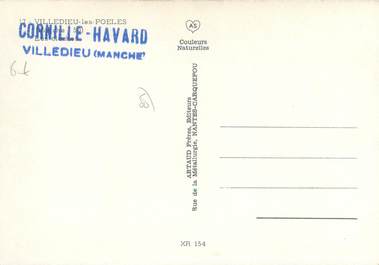 17 - VILLEDIEU-les-POELES
CORNILLE-HAVARD
VILLEDIEU (MANCHE)
AS
Couleurs
Naturelles
ARTAUD Frères, Editeurs
Rue de la Métallurgie, NANTES-CARQUEFOU
XR 154